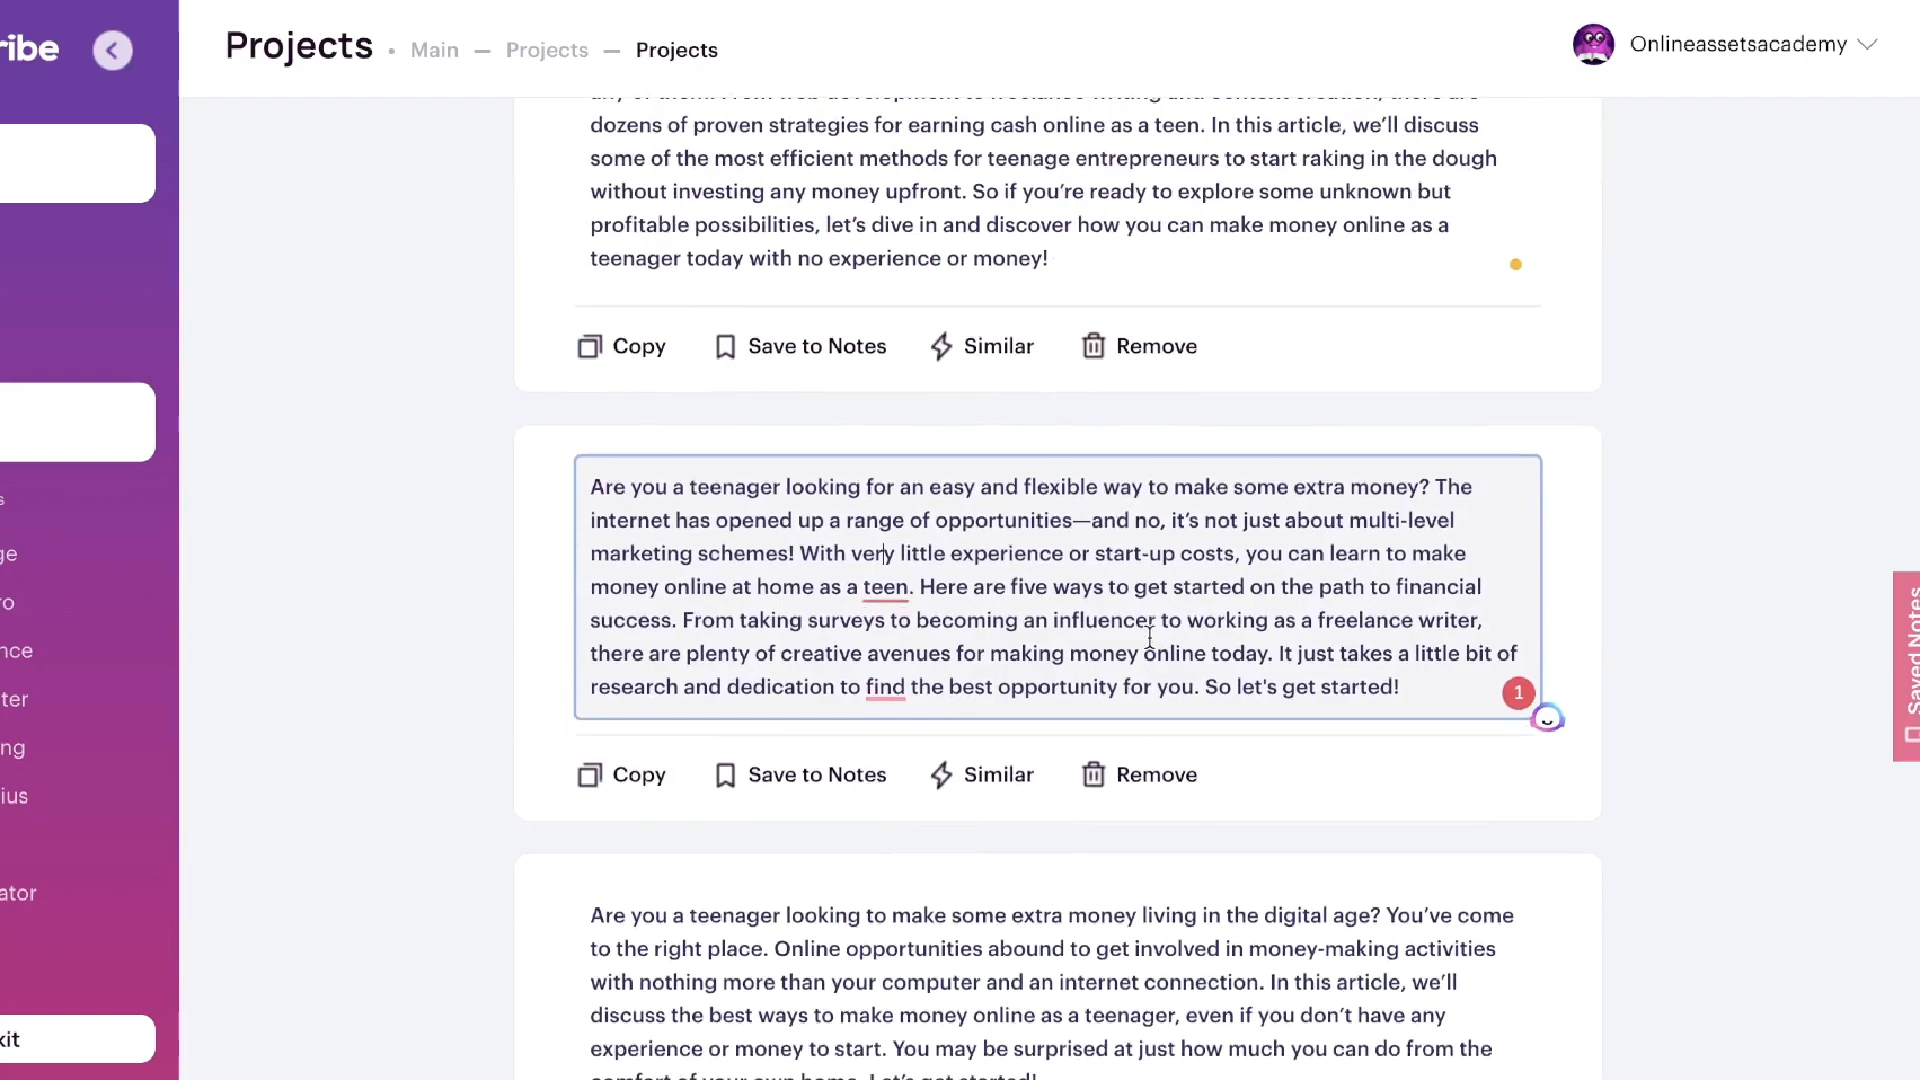 ribe
Projects • Main — Projects — Projects
Onlineassetsacademy
dozens of proven strategies for earning cash online as a teen. In this article, we’ll discuss
some of the most efficient methods for teenage entrepreneurs to start raking in the dough
without investing any money upfront. So if you’re ready to explore some unknown but
profitable possibilities, let’s dive in and discover how you can make money online as a
teenager today with no experience or money!
Copy Save to Notes Similar Remove
Are you a teenager looking for an easy and flexible way to make some extra money? The
internet has opened up a range of opportunities—and no, it’s not just about multi-level
marketing schemes! With very little experience or start-up costs, you can learn to make
money online at home as a teen. Here are five ways to get started on the path to financial
success. From taking surveys to becoming an influencer to working as a freelance writer,
there are plenty of creative avenues for making money online today. It just takes a little bit of
research and dedication to find the best opportunity for you. So let's get started!
1
Copy Save to Notes Similar Remove
Are you a teenager looking to make some extra money living in the digital age? You’ve come
to the right place. Online opportunities abound to get involved in money-making activities
with nothing more than your computer and an internet connection. In this article, we’ll
discuss the best ways to make money online as a teenager, even if you don’t have any
experience or money to start. You may be surprised at just how much you can do from the
comfort of your own home. Let’s get started!
s
ge
ro
nce
ter
ng
ius
ator
kit
Saved Notes